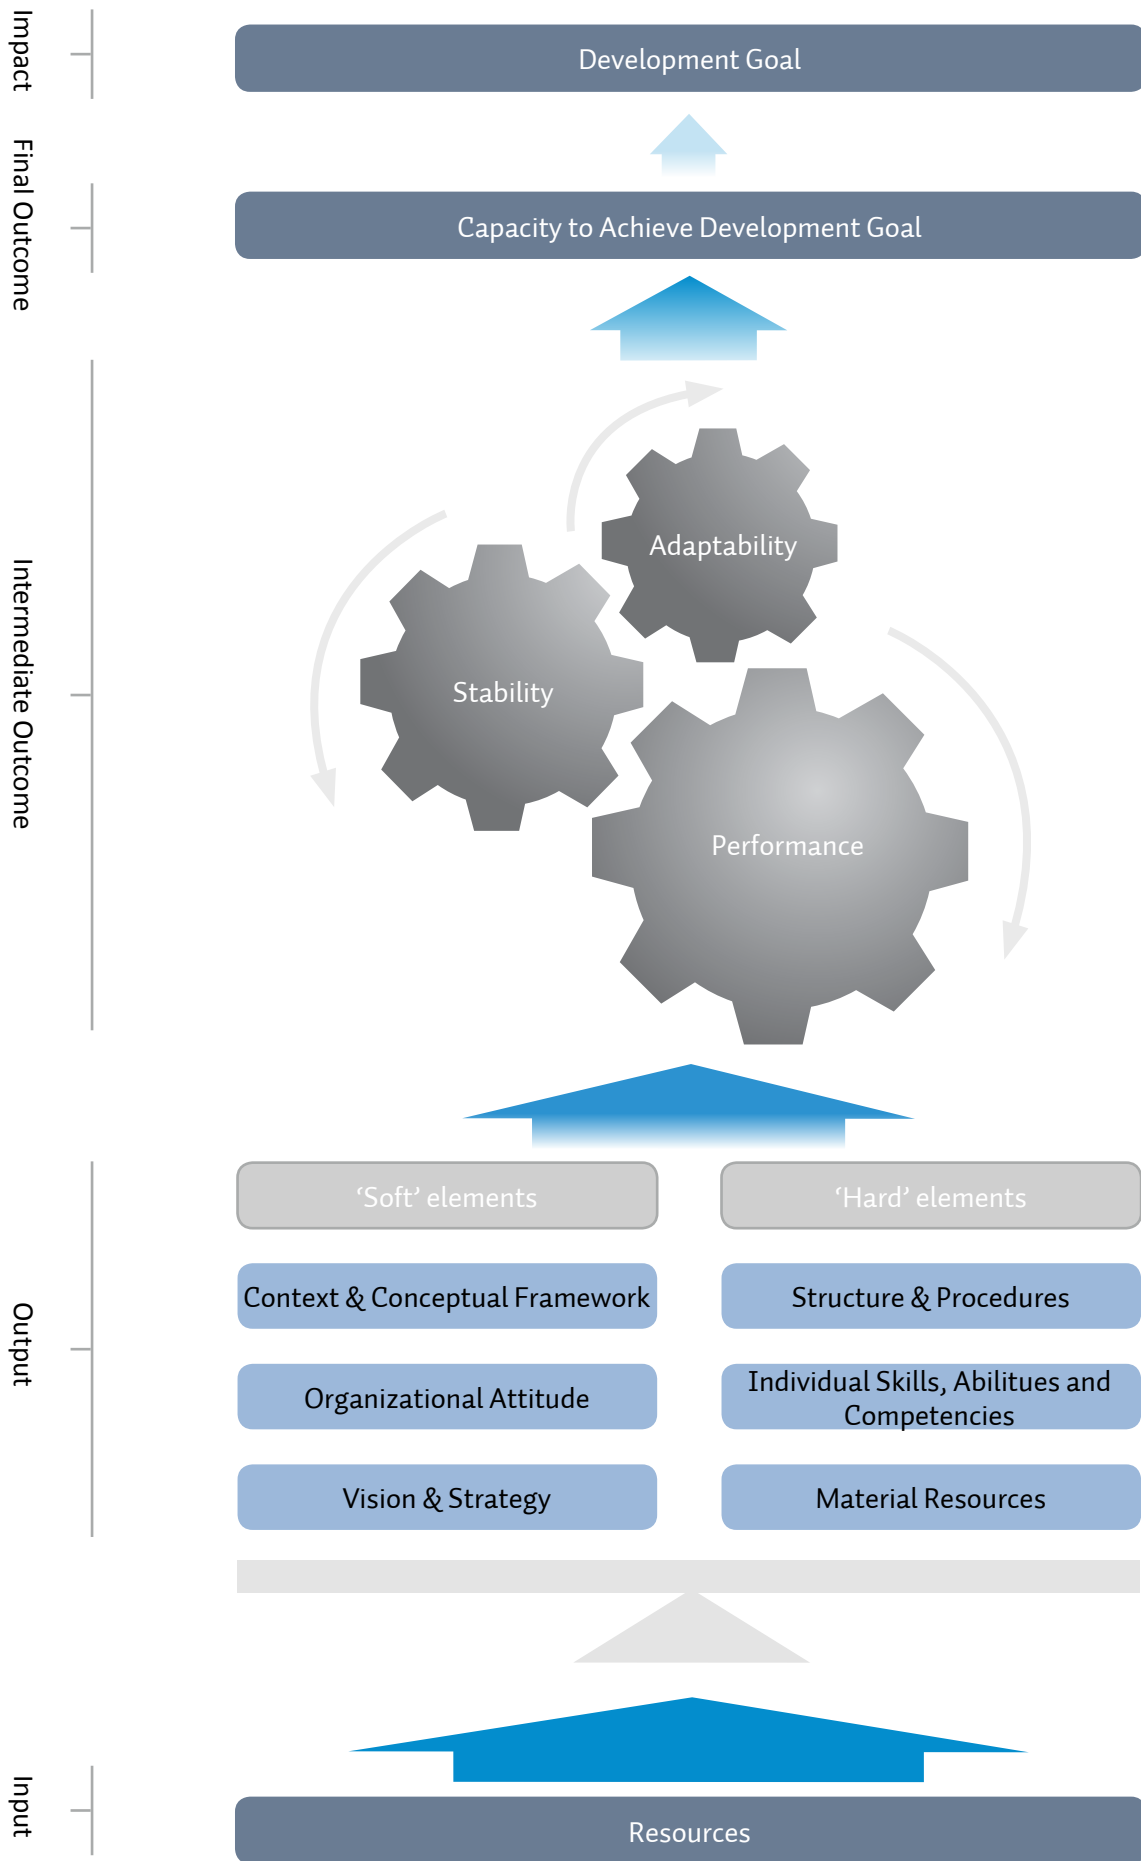 Impact
Development Goal
Final Outcome
Capacity to Achieve Development Goal
Intermediate Outcome
Adaptability
Stability
Performance
Output
‘Soft’ elements
‘Hard’ elements
Context & Conceptual Framework
Structure & Procedures
Organizational Attitude
Individual Skills, Abilitues and
Competencies
Vision & Strategy
Material Resources
Input
Resources